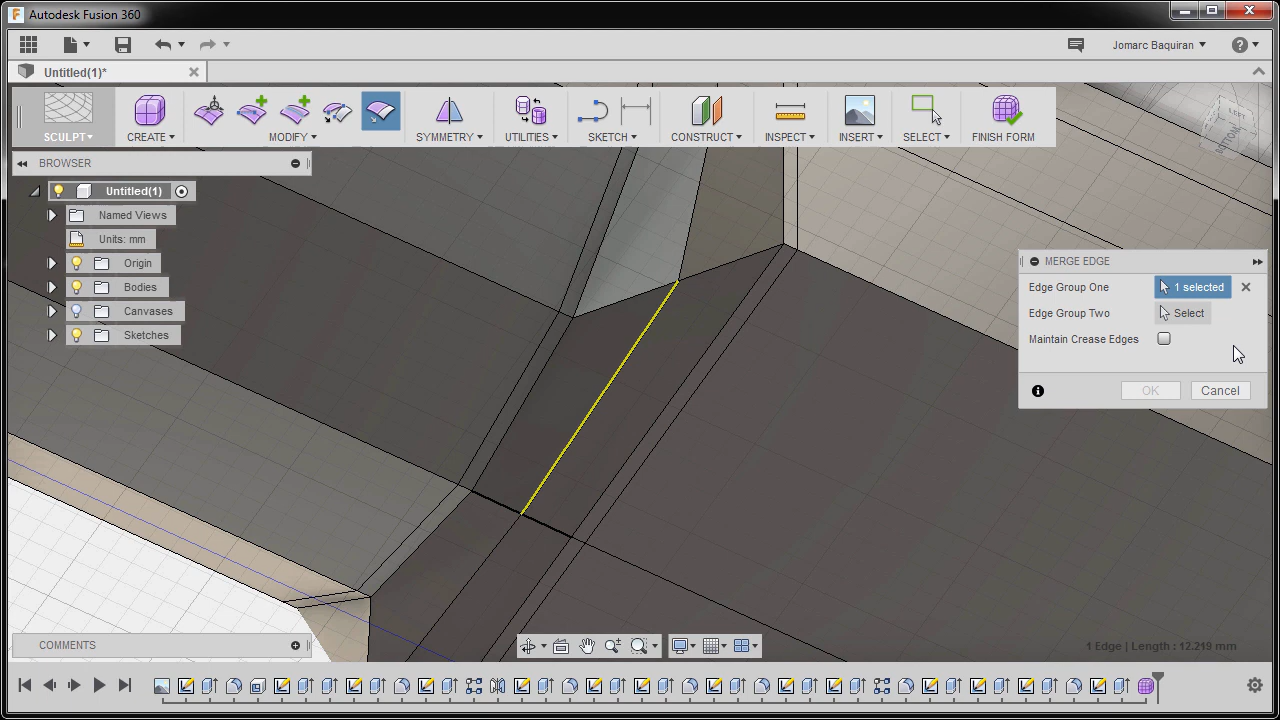 Autodesk Fusion 360
Jomarc Baquiran
Untitled(1)*
SCULPT
CREATE
MODIFY
SYMMETRY
UTILITIES
SKETCH
CONSTRUCT
INSPECT
INSERT
SELECT
FINISH FORM
LEFT
BOTTOM
BROWSER
Untitled(1)
Named Views
Units: mm
Origin
Bodies
Canvases
Sketches
MERGE EDGE
Edge Group One
1 selected
Edge Group Two
Select
Maintain Crease Edges
OK
Cancel
COMMENTS
1 Edge | Length : 12.219 mm